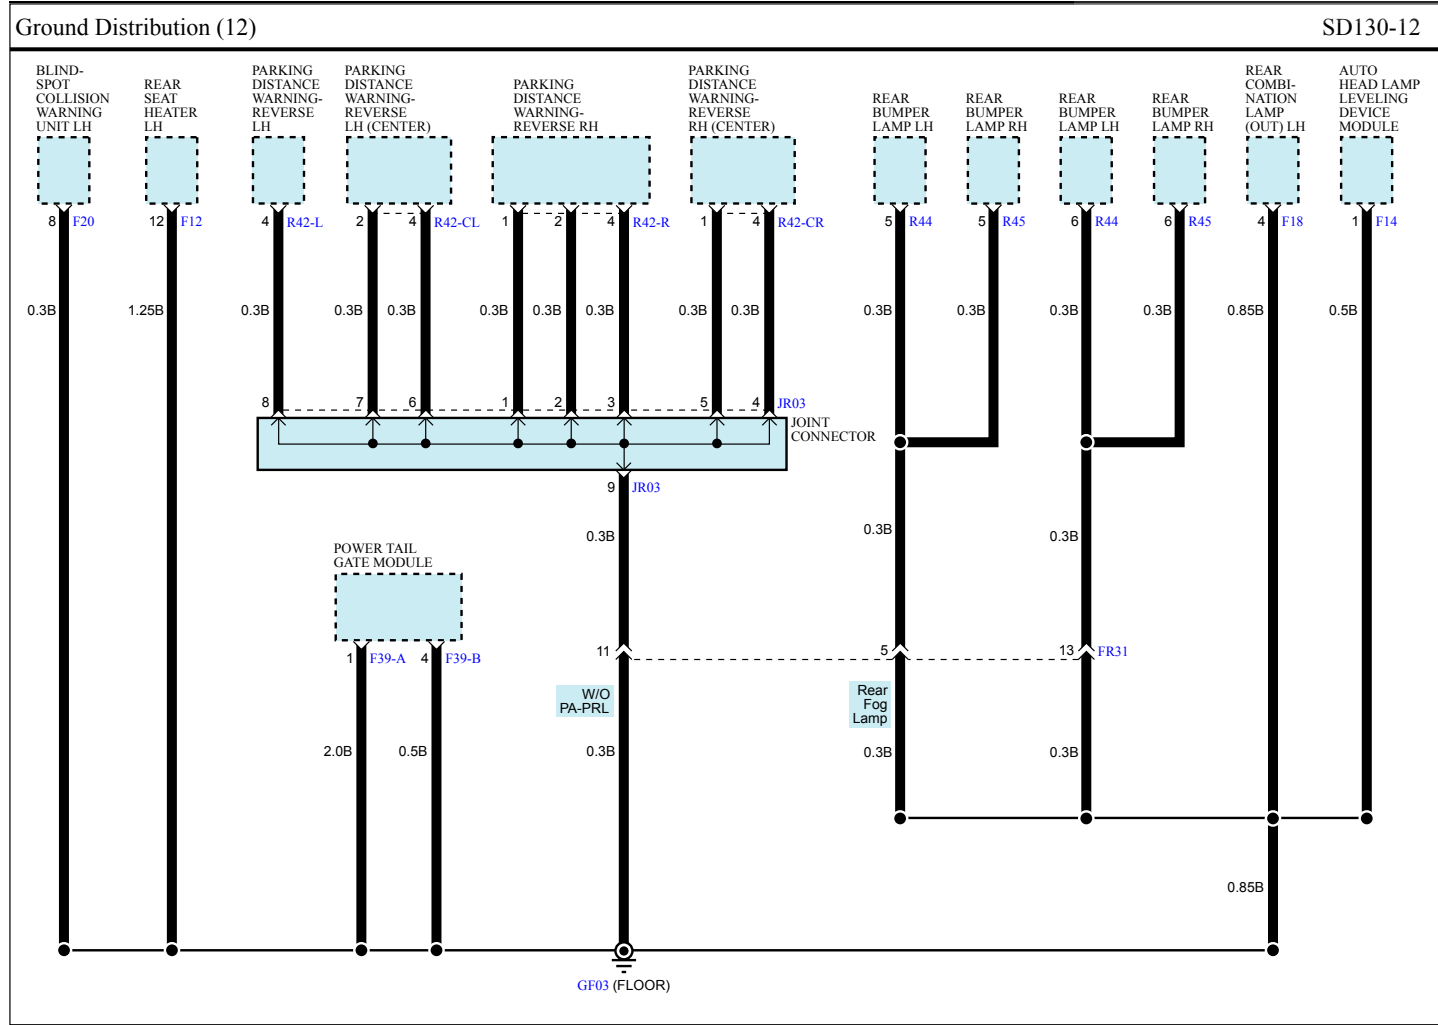 Ground Distribution (12)
SD130-12
BLIND-
SPOT
COLLISION
WARNING
UNIT LH
REAR
SEAT
HEATER
LH
PARKING
DISTANCE
WARNING-
REVERSE
LH
PARKING
DISTANCE
WARNING-
REVERSE
LH (CENTER)
PARKING
DISTANCE
WARNING-
REVERSE RH
PARKING
DISTANCE
WARNING-
REVERSE
RH (CENTER)
REAR
BUMPER
LAMP LH
REAR
BUMPER
LAMP RH
REAR
BUMPER
LAMP LH
REAR
BUMPER
LAMP RH
REAR
COMBI-
NATION
LAMP
(OUT) LH
AUTO
HEAD LAMP
LEVELING
DEVICE
MODULE
8 F20
12 F12
4 R42-L
2
4 R42-CL
1
2
4 R42-R
1
4 R42-CR
5 R44
5 R45
6 R44
6 R45
4 F18
1 F14
0.3B
1.25B
0.3B
0.3B
0.3B
0.3B
0.3B
0.3B
0.3B
0.3B
0.3B
0.3B
0.3B
0.3B
0.85B
0.5B
8
7
6
1
2
3
5
4 JR03
JOINT
CONNECTOR
9 JR03
0.3B
0.3B
0.3B
POWER TAIL
GATE MODULE
1 F39-A
4 F39-B
11
5
13 FR31
W/O
PA-PRL
Rear
Fog
Lamp
2.0B
0.5B
0.3B
0.3B
0.3B
0.85B
GF03 (FLOOR)